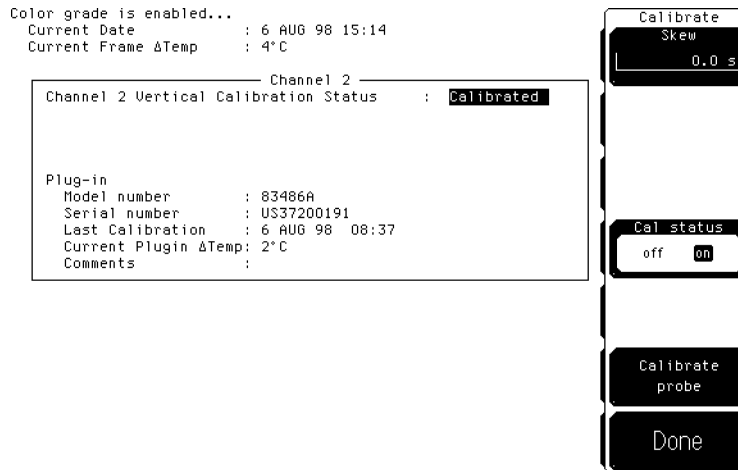 Color grade is enabled...
Current Date : 6 AUG 98 15:14
Current Frame ΔTemp : 4°C
Channel 2
Channel 2 Vertical Calibration Status : Calibrated
Plug-in
Model number : 83486A
Serial number : US37200191
Last Calibration : 6 AUG 98 08:37
Current Plugin ΔTemp: 2°C
Comments :
Calibrate
Skew
0.0 s
Cal status
off on
Calibrate
probe
Done